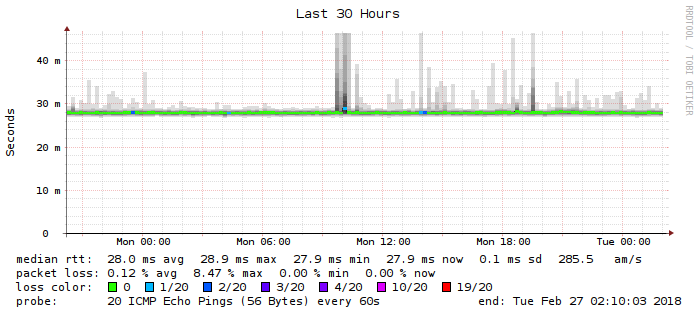 Last 30 Hours
RRDTOOL / TOBI OETIKER
Seconds
40 m
30 m
20 m
10 m
0
Mon 00:00 Mon 06:00 Mon 12:00 Mon 18:00 Tue 00:00
median rtt: 28.0 ms avg 28.9 ms max 27.9 ms min 27.9 ms now 0.1 ms sd 285.5 am/s
packet loss: 0.12 % avg 8.47 % max 0.00 % min 0.00 % now
loss color: 0 1/20 2/20 3/20 4/20 10/20 19/20
probe: 20 ICMP Echo Pings (56 Bytes) every 60s end: Tue Feb 27 02:10:03 2018